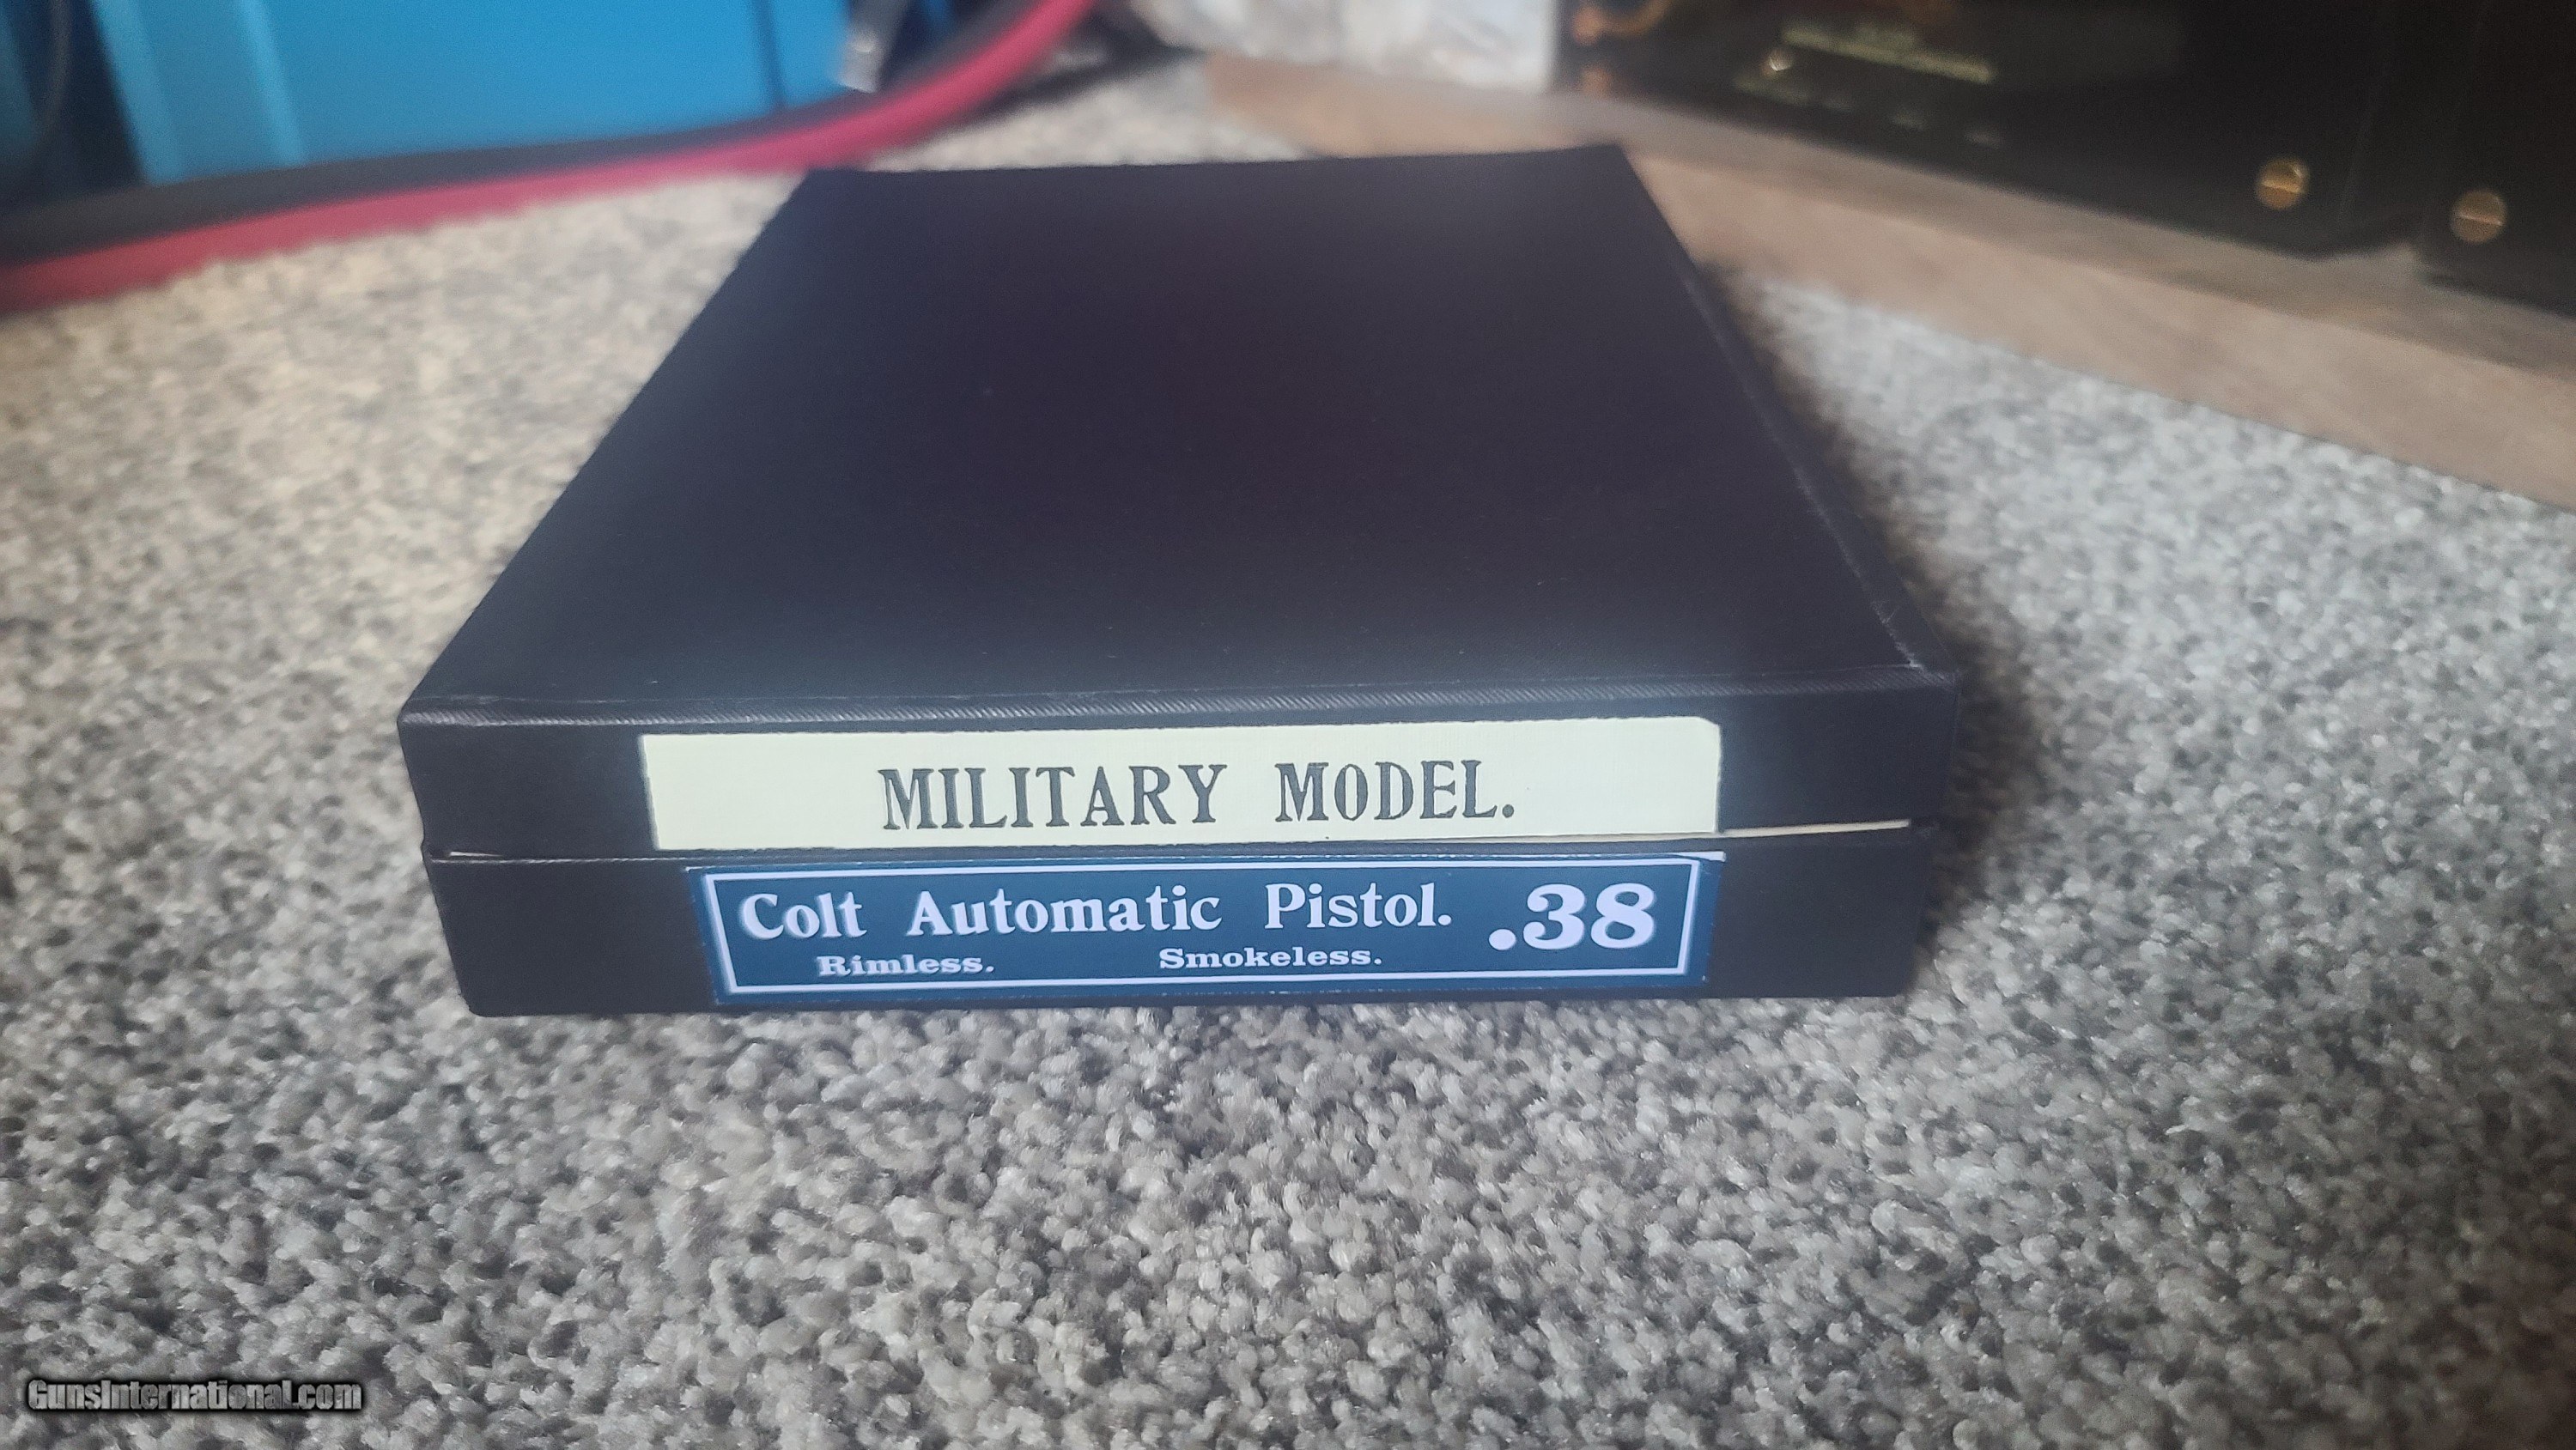 MILITARY MODEL.
Colt Automatic Pistol. .38
Rimless. Smokeless.
GunsInternational.com